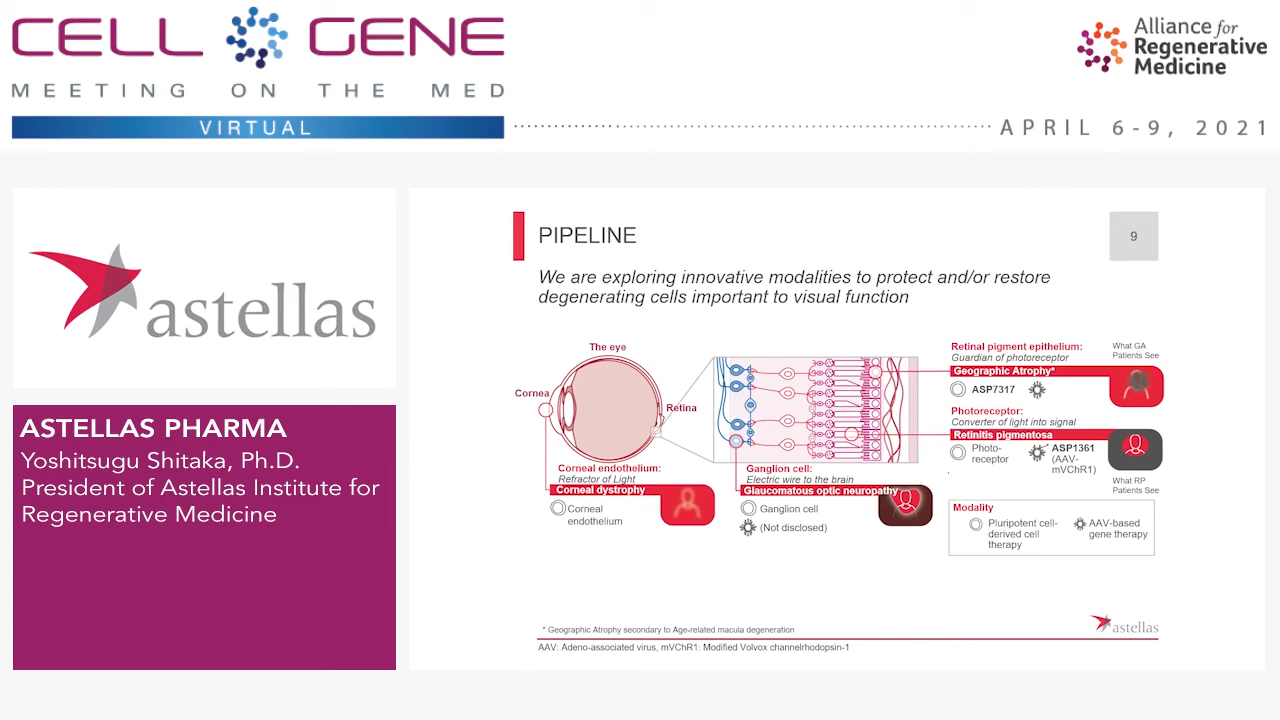 CELL GENE
MEETING ON THE MED
VIRTUAL
Alliance for
Regenerative
Medicine
APRIL 6-9, 2021
astellas
ASTELLAS PHARMA
Yoshitsugu Shitaka, Ph.D.
President of Astellas Institute for
Regenerative Medicine
PIPELINE
9
We are exploring innovative modalities to protect and/or restore
degenerating cells important to visual function
The eye
Cornea
Retina
Corneal endothelium:
Refractor of Light
Corneal dystrophy
Corneal
endothelium
Ganglion cell:
Electric wire to the brain
Glaucomatous optic neuropathy
Ganglion cell
(Not disclosed)
Retinal pigment epithelium:
Guardian of photoreceptor
Geographic Atrophy*
ASP7317
What GA
Patients See
Photoreceptor:
Converter of light into signal
Retinitis pigmentosa
Photo-
receptor
ASP1361
(AAV-
mVChR1)
What RP
Patients See
Modality
Pluripotent cell-
derived cell
therapy
AAV-based
gene therapy
* Geographic Atrophy secondary to Age-related macula degeneration
astellas
AAV: Adeno-associated virus, mVChR1: Modified Volvox channelrhodopsin-1